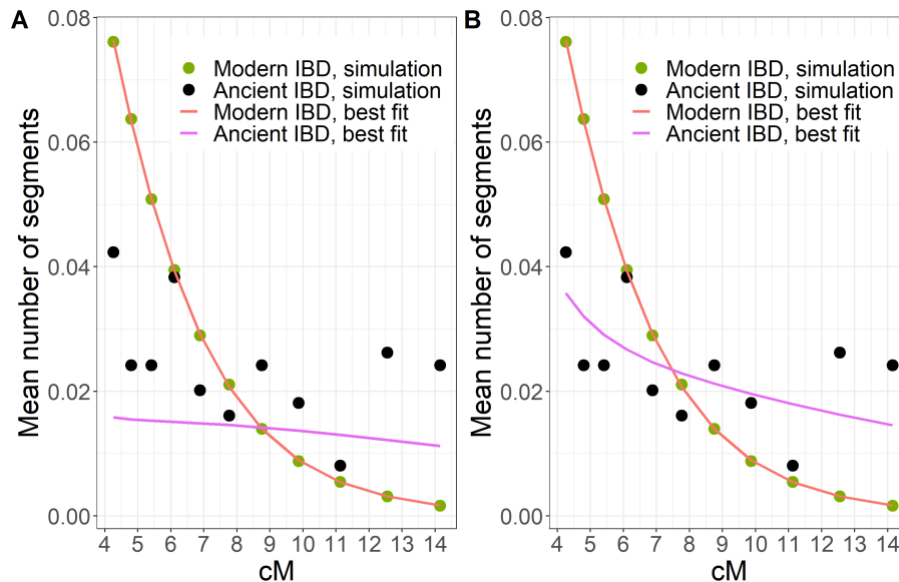 A
Mean number of segments
0.08
0.06
0.04
0.02
0.00
Modern IBD, simulation
Ancient IBD, simulation
Modern IBD, best fit
Ancient IBD, best fit
4 5 6 7 8 9 10 11 12 13 14
cM
B
Mean number of segments
0.08
0.06
0.04
0.02
0.00
Modern IBD, simulation
Ancient IBD, simulation
Modern IBD, best fit
Ancient IBD, best fit
4 5 6 7 8 9 10 11 12 13 14
cM